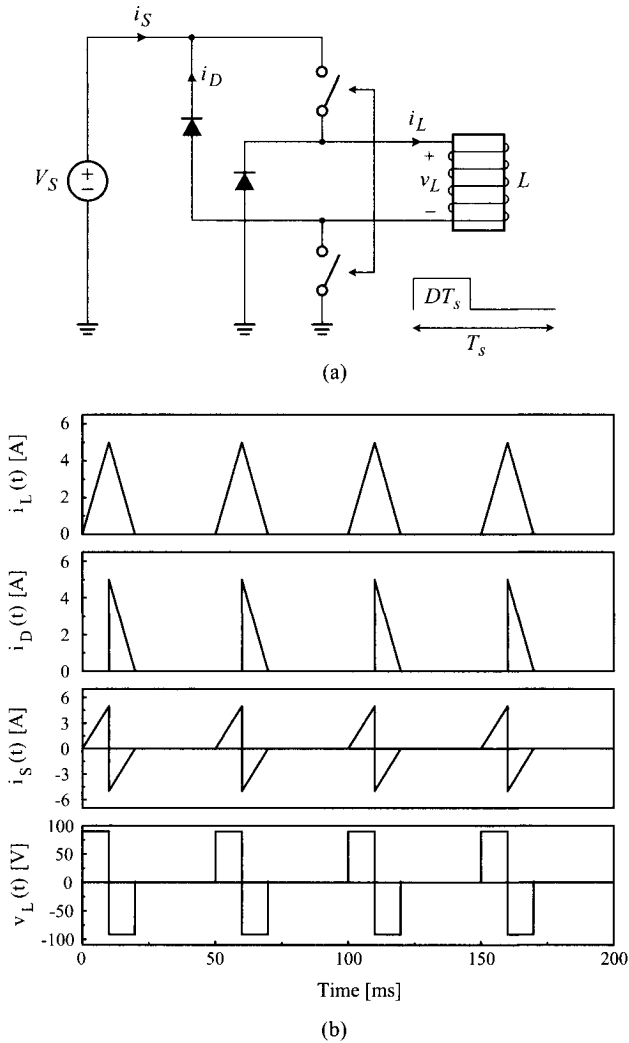 i_S
i_D
V_S
+
−
i_L
+
v_L
−
L
DT_s
T_s
(a)
i_L(t) [A]
6
4
2
0
i_D(t) [A]
6
4
2
0
i_S(t) [A]
6
3
0
-3
-6
v_L(t) [V]
100
50
0
-50
-100
0 50 100 150 200
Time [ms]
(b)